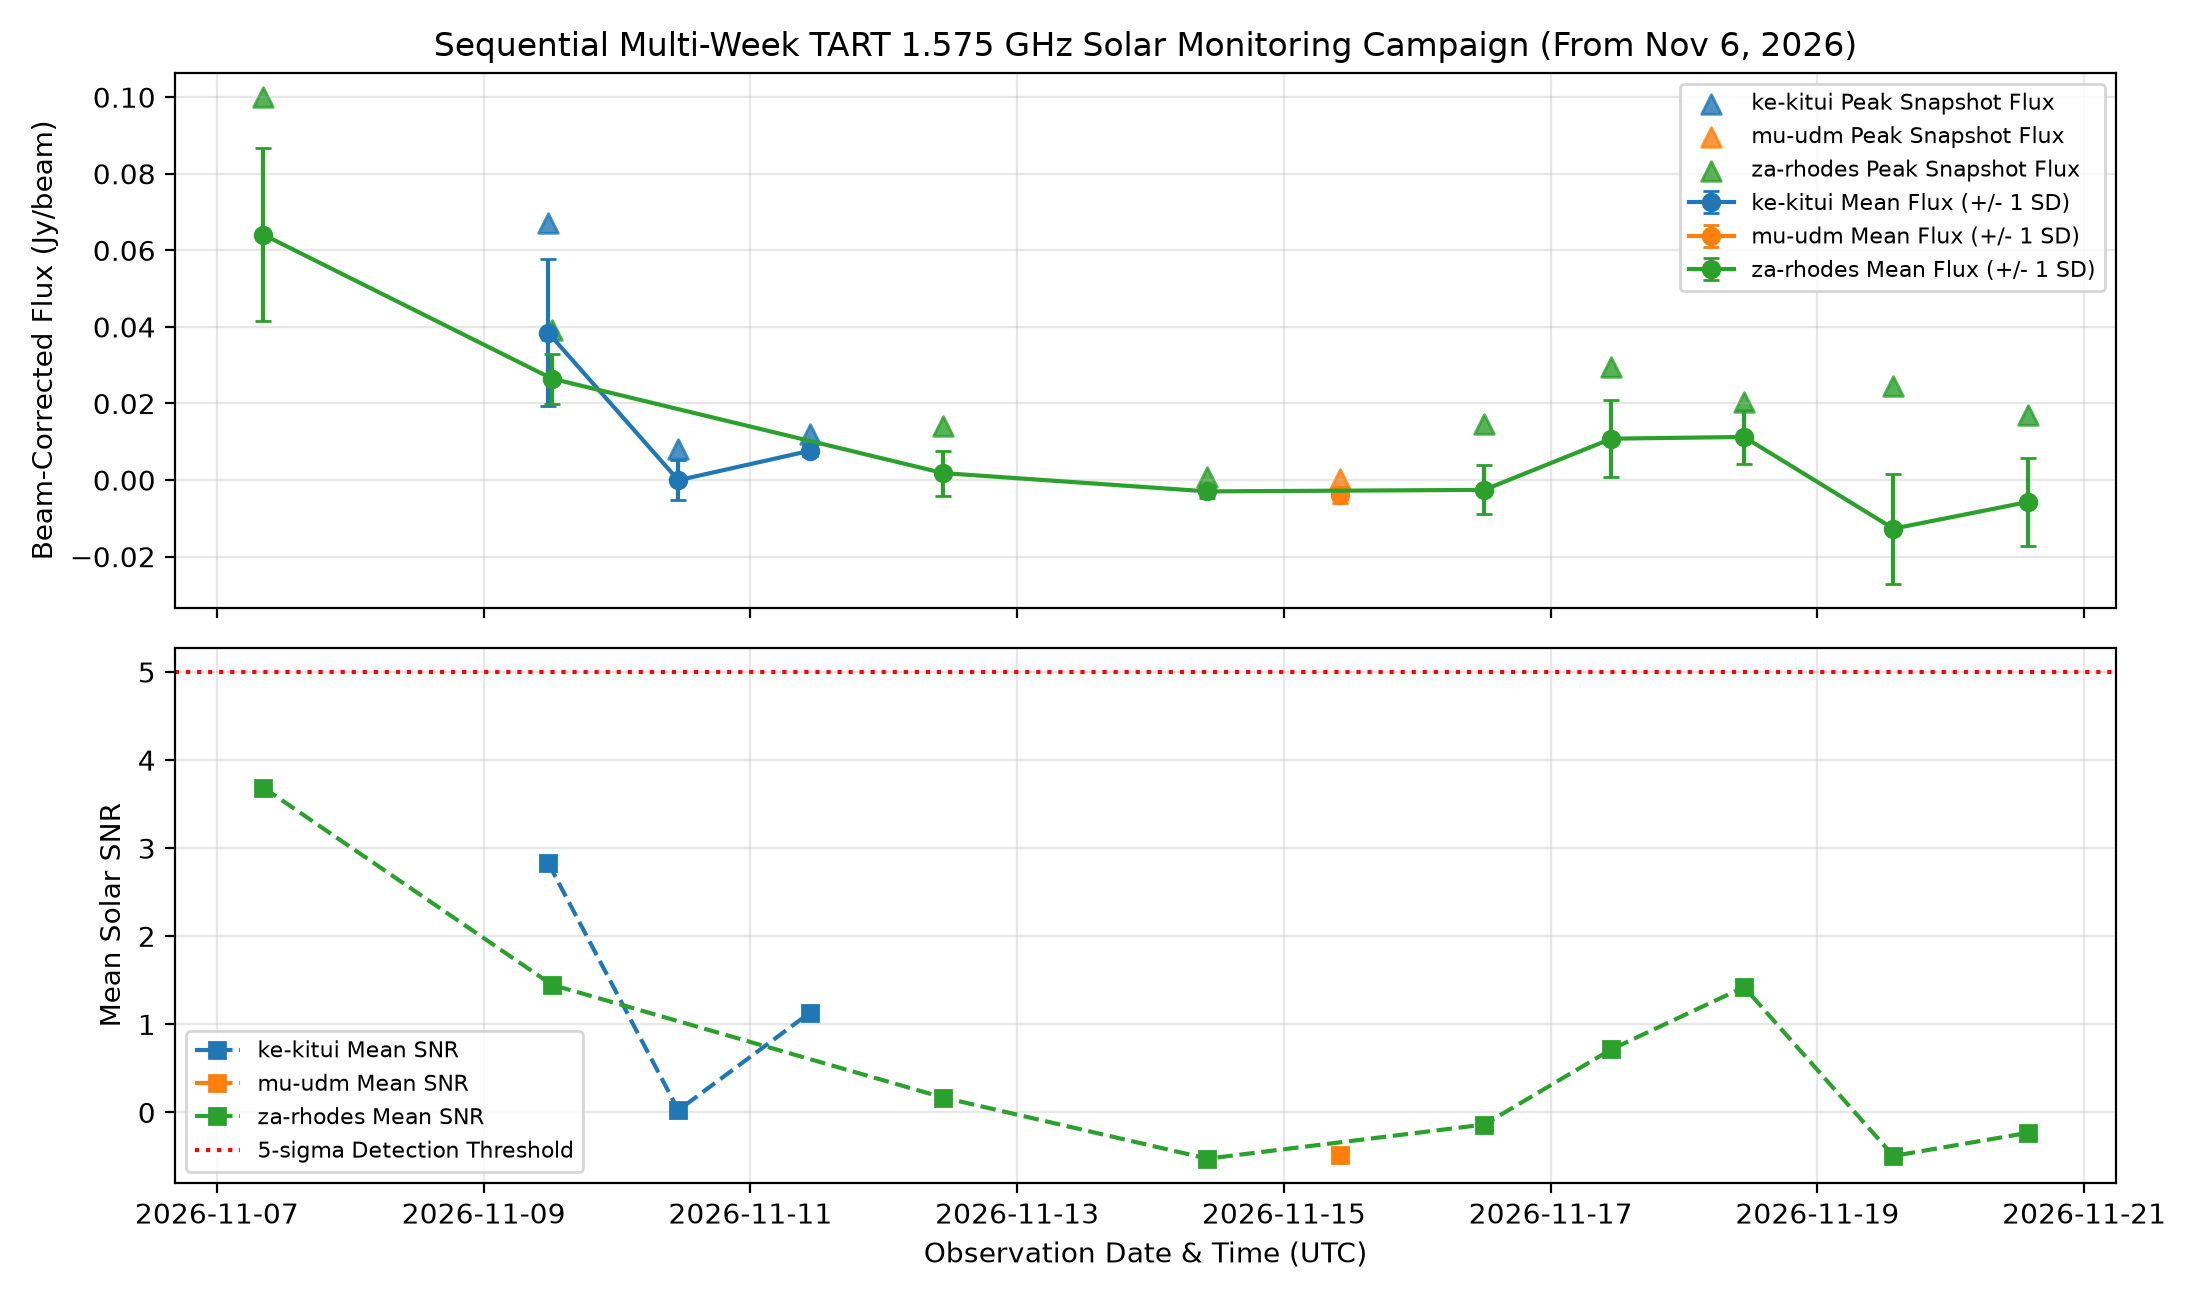 Sequential Multi-Week TART 1.575 GHz Solar Monitoring Campaign (From Nov 6, 2026)
Beam-Corrected Flux (Jy/beam)
0.10
0.08
0.06
0.04
0.02
0.00
−0.02
ke-kitui Peak Snapshot Flux
mu-udm Peak Snapshot Flux
za-rhodes Peak Snapshot Flux
ke-kitui Mean Flux (+/- 1 SD)
mu-udm Mean Flux (+/- 1 SD)
za-rhodes Mean Flux (+/- 1 SD)
Mean Solar SNR
5
4
3
2
1
0
ke-kitui Mean SNR
mu-udm Mean SNR
za-rhodes Mean SNR
5-sigma Detection Threshold
2026-11-07 2026-11-09 2026-11-11 2026-11-13 2026-11-15 2026-11-17 2026-11-19 2026-11-21
Observation Date & Time (UTC)